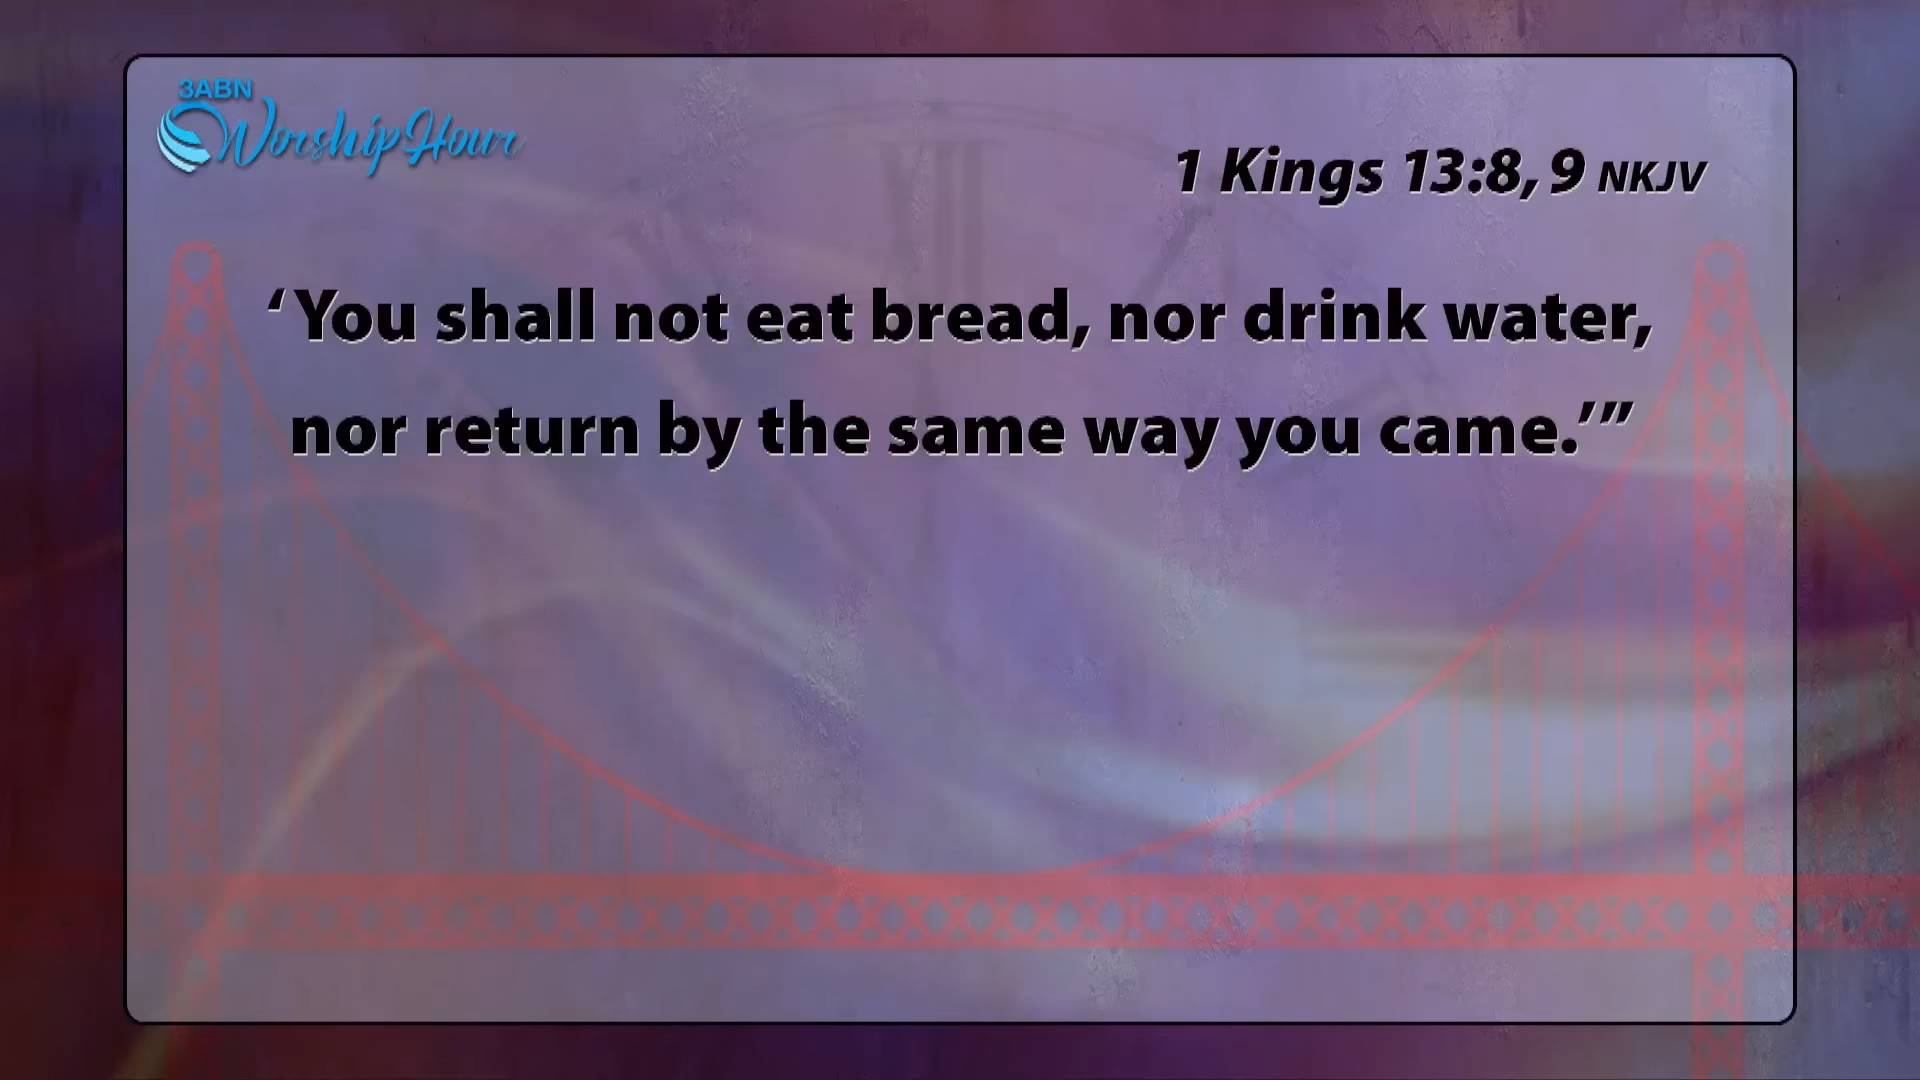 3ABN
Worship Hour
1 Kings 13:8, 9 NKJV
‘You shall not eat bread, nor drink water,
nor return by the same way you came.’”